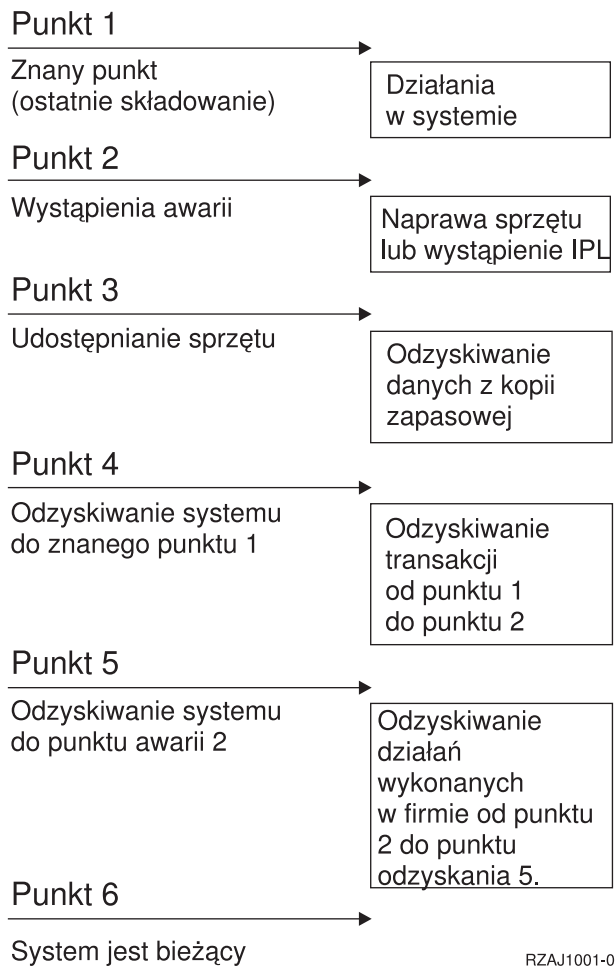 Punkt 1
Znany punkt
(ostatnie składowanie)
Działania
w systemie
Punkt 2
Wystąpienia awarii
Naprawa sprzętu
lub wystąpienie IPL
Punkt 3
Udostępnianie sprzętu
Odzyskiwanie
danych z kopii
zapasowej
Punkt 4
Odzyskiwanie systemu
do znanego punktu 1
Odzyskiwanie
transakcji
od punktu 1
do punktu 2
Punkt 5
Odzyskiwanie systemu
do punktu awarii 2
Odzyskiwanie
działań
wykonanych
w firmie od punktu
2 do punktu
odzyskania 5.
Punkt 6
System jest bieżący
RZAJ1001-0